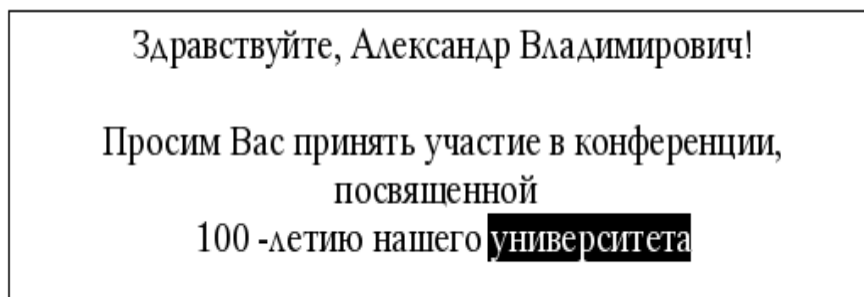 Здравствуйте, Александр Владимирович!
Просим Вас принять участие в конференции,
посвященной
100 -летию нашего университета